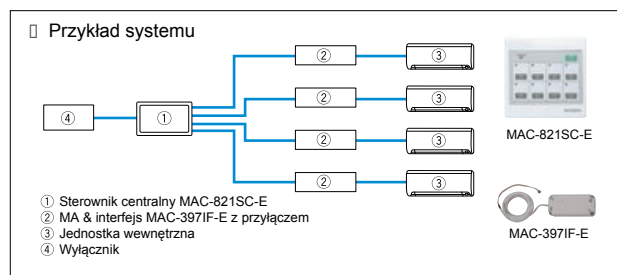 Przykład systemu
② ③
② ③
④ ① ② ③
② ③
MAC-821SC-E
① Sterownik centralny MAC-821SC-E
② MA & interfejs MAC-397IF-E z przyłączem
③ Jednostka wewnętrzna
④ Wyłącznik
MAC-397IF-E